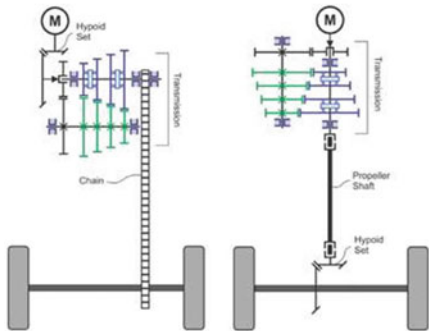 M
Hypoid
Set
Transmission
Chain
M
Transmission
Propeller
Shaft
Hypoid
Set